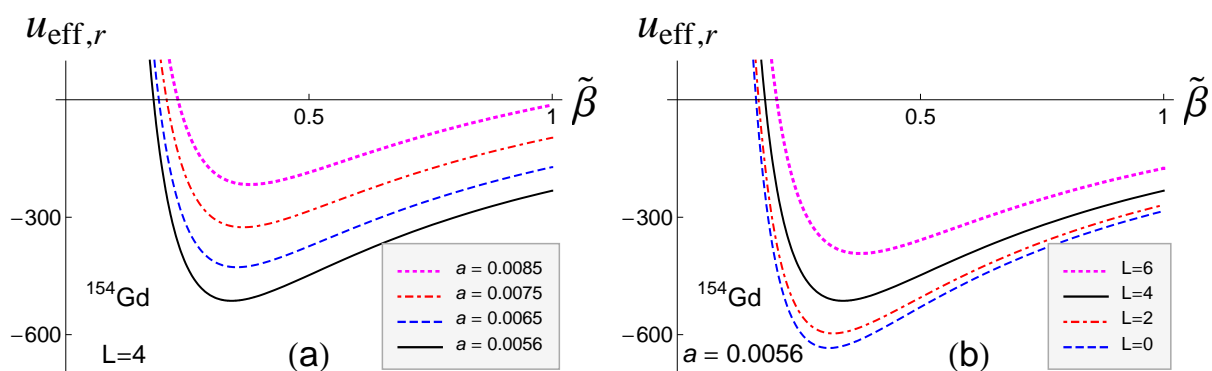 u_eff,r
β̃
0.5
1
−300
−600
¹⁵⁴Gd
L=4
(a)
a = 0.0085
a = 0.0075
a = 0.0065
a = 0.0056
u_eff,r
β̃
0.5
1
−300
−600
¹⁵⁴Gd
a = 0.0056
(b)
L=6
L=4
L=2
L=0